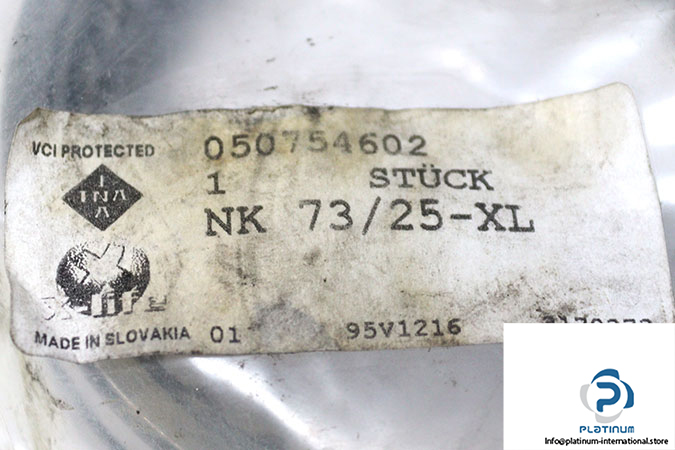 VCI PROTECTED
050754602
1 STÜCK
INA
NK 73/25-XL
MADE IN SLOVAKIA 01 95V1216
PLATINUM
Info@platinum-international.store